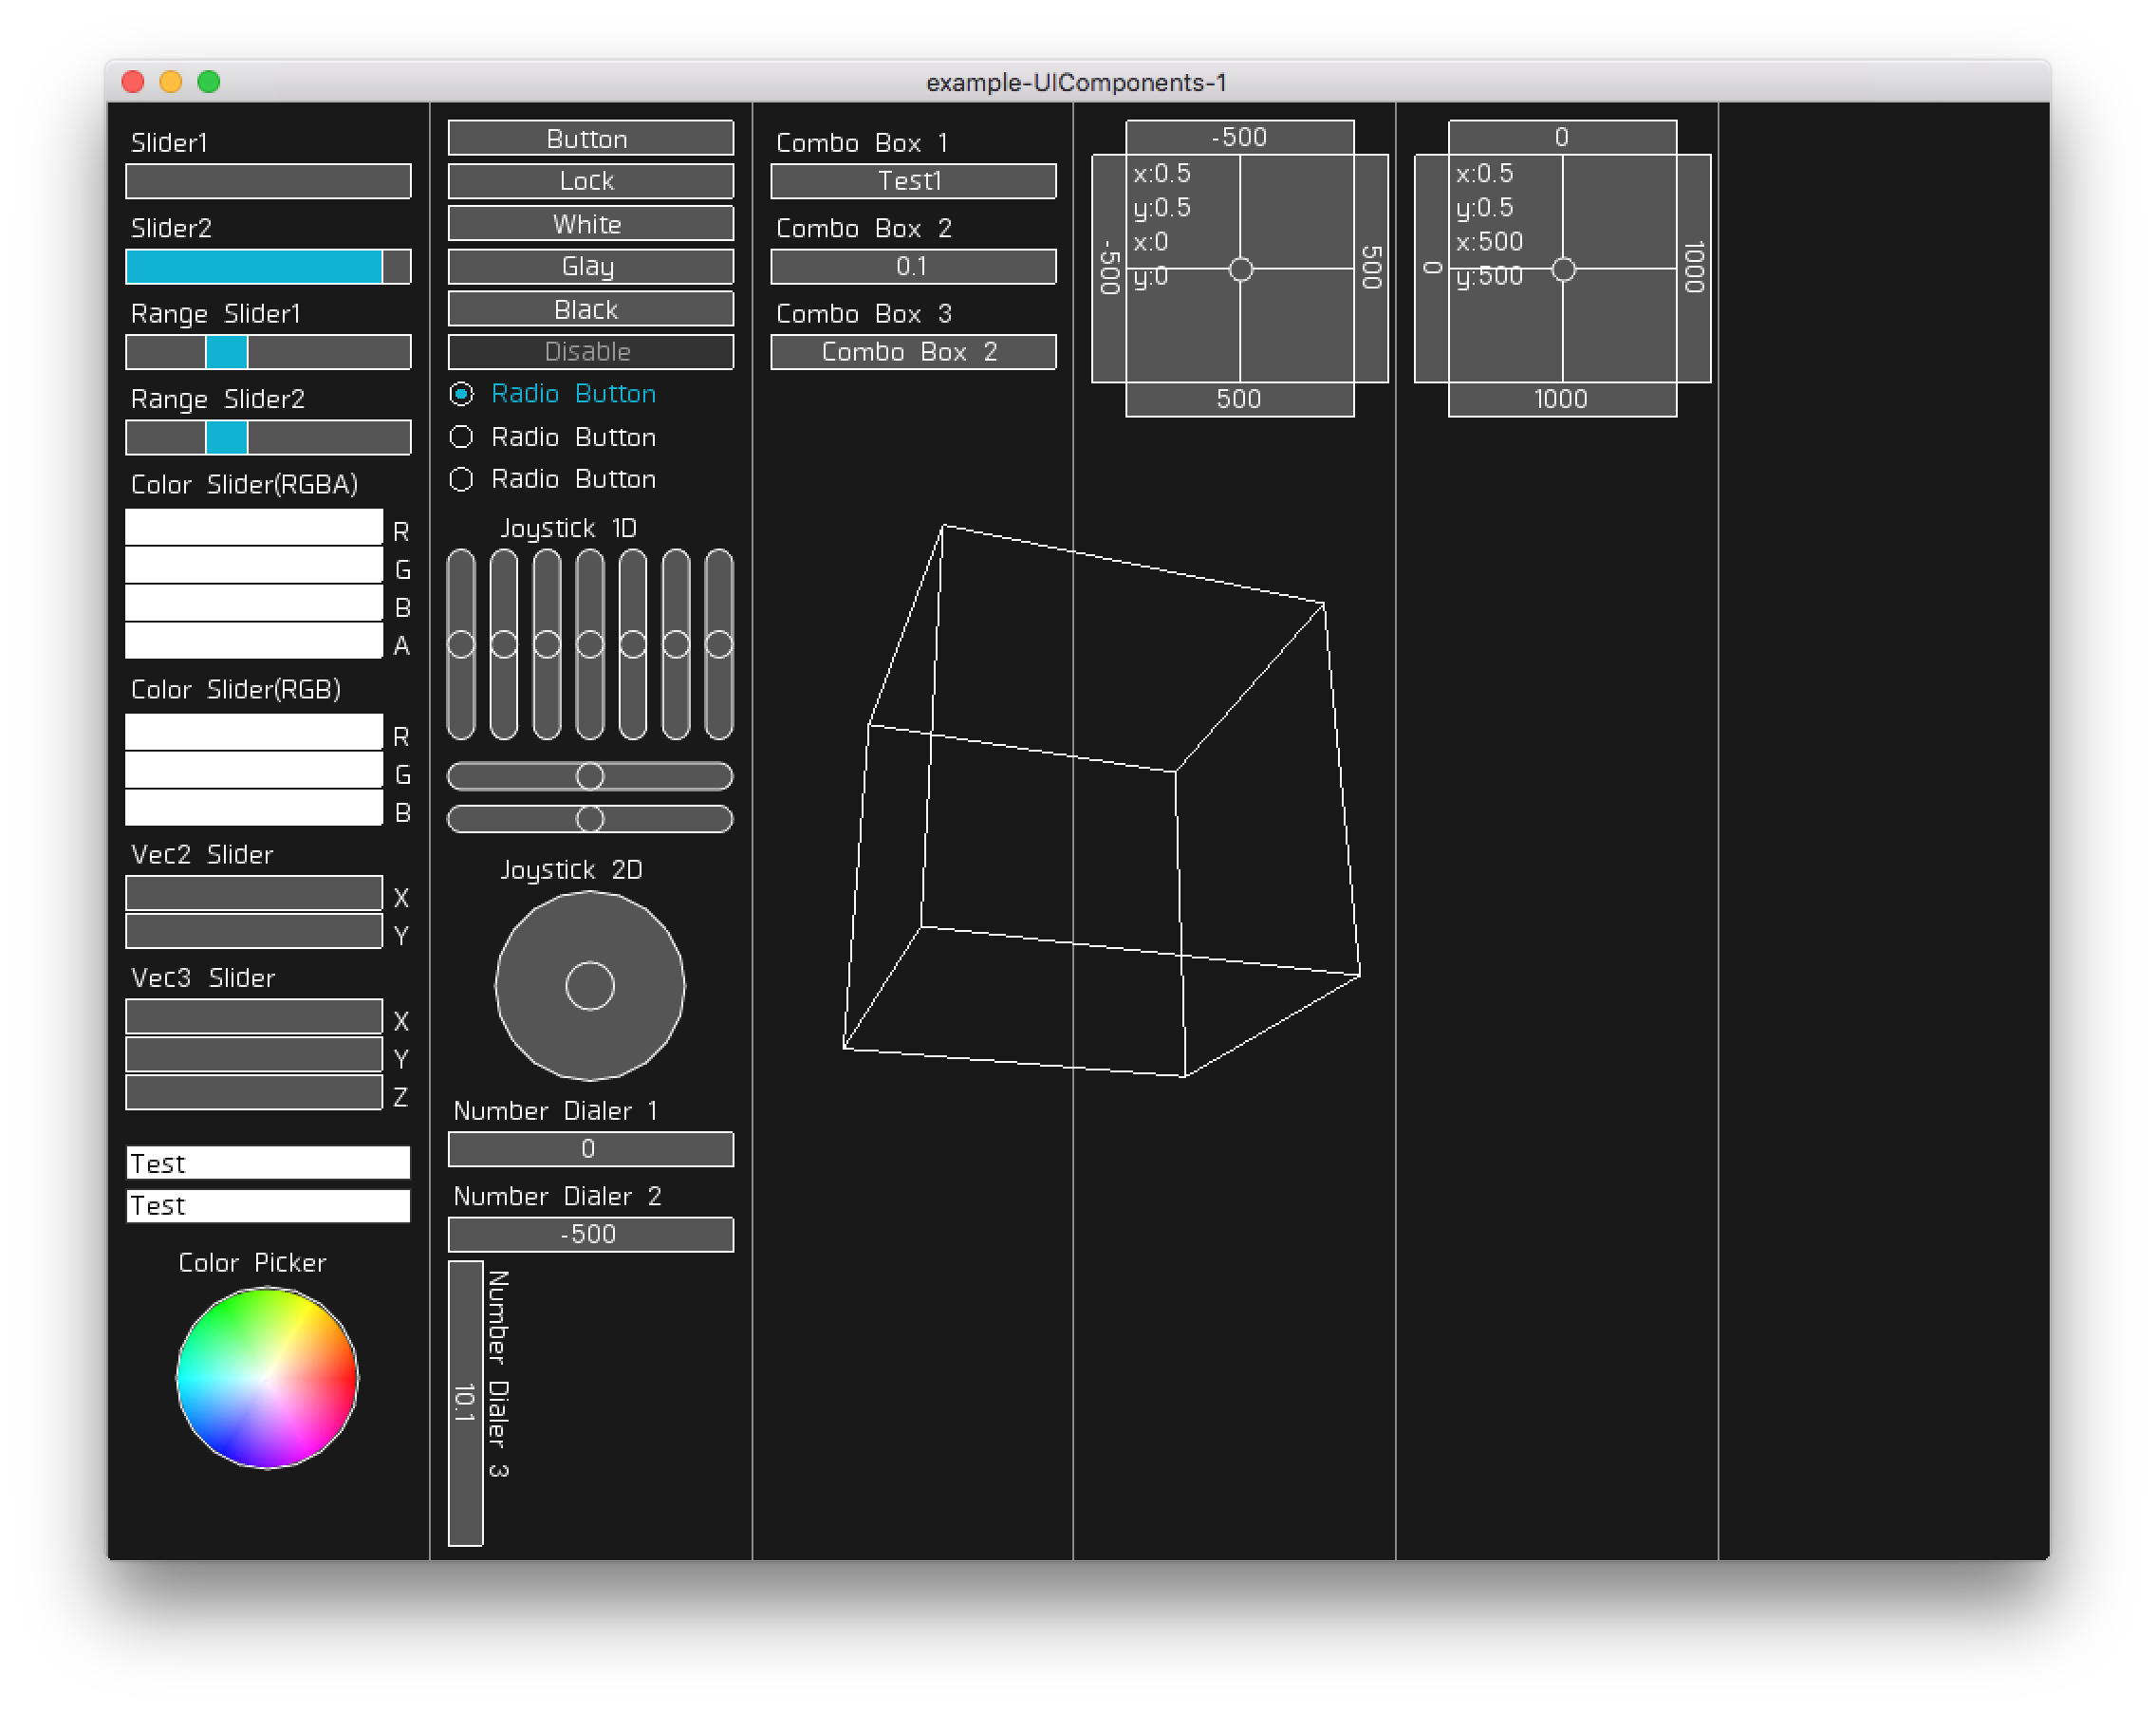 example-UIComponents-1
Slider1
Slider2
Range Slider1
Range Slider2
Color Slider(RGBA)
R
G
B
A
Color Slider(RGB)
R
G
B
Vec2 Slider
X
Y
Vec3 Slider
X
Y
Z
Test
Test
Color Picker
Button
Lock
White
Glay
Black
Disable
Radio Button
Radio Button
Radio Button
Joystick 1D
Joystick 2D
Number Dialer 1
0
Number Dialer 2
-500
10.1
Number Dialer 3
Combo Box 1
Test1
Combo Box 2
0.1
Combo Box 3
Combo Box 2
-500
x:0.5
y:0.5
x:0
y:0
-500
500
500
0
x:0.5
y:0.5
x:500
y:500
0
1000
1000